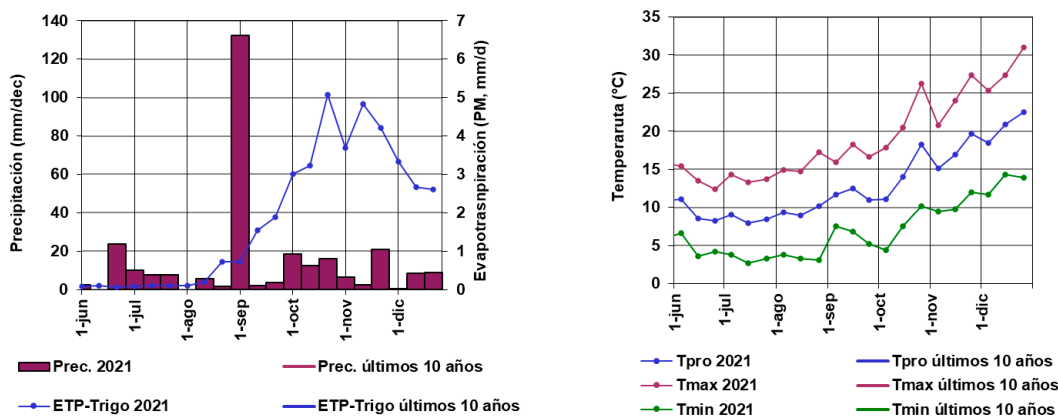 140
120
100
80
60
40
20
0
Precipitación (mm/dec)
7
6
5
4
3
2
1
0
Evapotrasnpiración (PM, mm/d)
1-jun
1-jul
1-ago
1-sep
1-oct
1-nov
1-dic
Prec. 2021
Prec. últimos 10 años
ETP-Trigo 2021
ETP-Trigo últimos 10 años
35
30
25
20
15
10
5
0
Temperaruta (°C)
1-jun
1-jul
1-ago
1-sep
1-oct
1-nov
1-dic
Tpro 2021
Tpro últimos 10 años
Tmax 2021
Tmax últimos 10 años
Tmin 2021
Tmin últimos 10 años